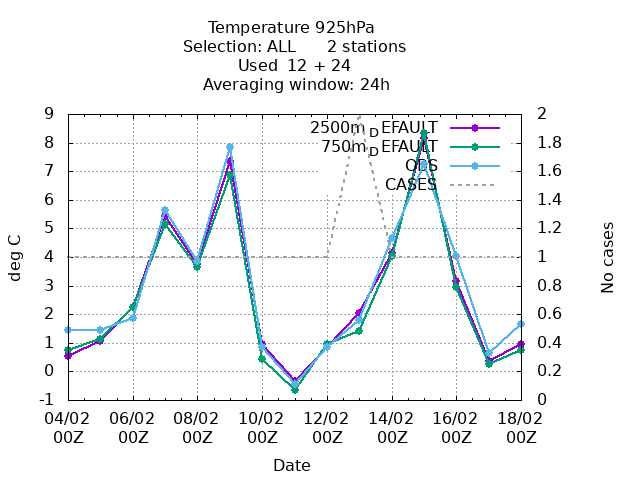 Temperature 925hPa
Selection: ALL 2 stations
Used 12 + 24
Averaging window: 24h
2500m_DEFAULT
750m_DEFAULT
OBS
CASES
deg C
No cases
9
8
7
6
5
4
3
2
1
0
-1
2
1.8
1.6
1.4
1.2
1
0.8
0.6
0.4
0.2
0
04/02 06/02 08/02 10/02 12/02 14/02 16/02 18/02
00Z 00Z 00Z 00Z 00Z 00Z 00Z 00Z
Date